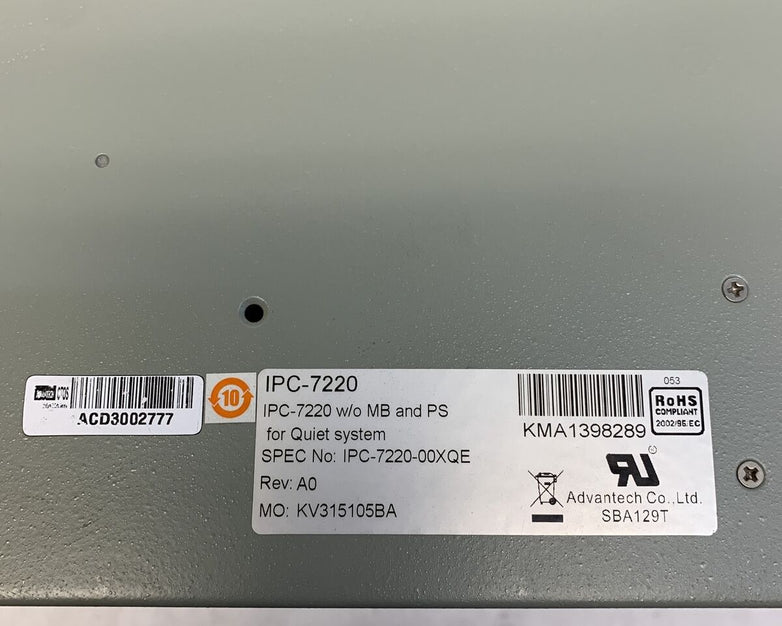 CTOS
ACD3002777
10
IPC-7220
IPC-7220 w/o MB and PS
for Quiet system
SPEC No: IPC-7220-00XQE
Rev: A0
MO: KV315105BA
KMA1398289
053
RoHS
COMPLIANT
2002/95/EC
Advantech Co.,Ltd.
SBA129T